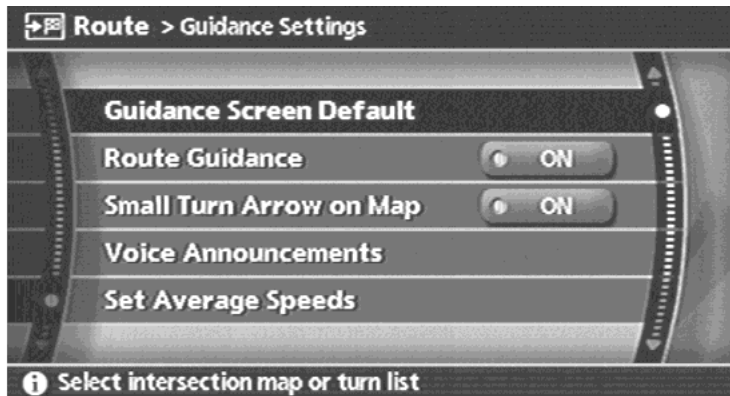 Route > Guidance Settings
Guidance Screen Default
Route Guidance ON
Small Turn Arrow on Map ON
Voice Announcements
Set Average Speeds
Select intersection map or turn list